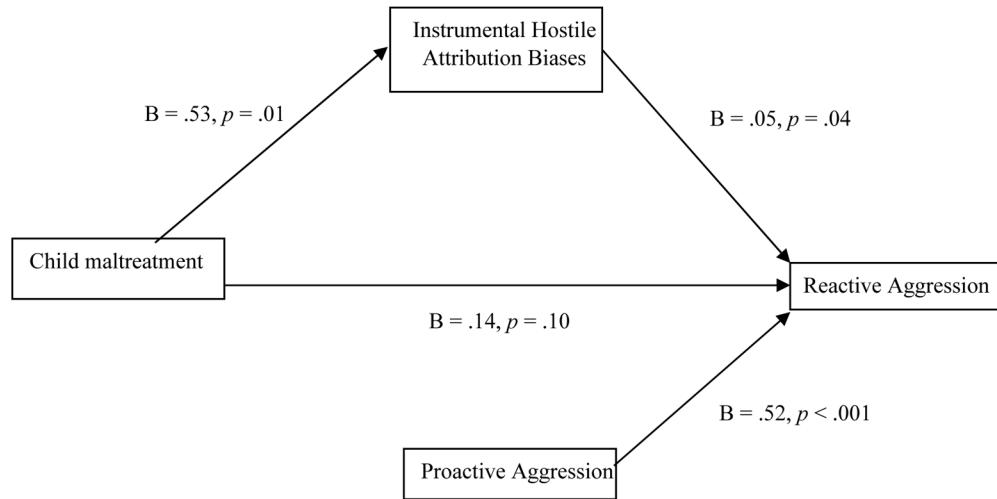 Instrumental Hostile
Attribution Biases
B = .53, p = .01
B = .05, p = .04
Child maltreatment
Reactive Aggression
B = .14, p = .10
B = .52, p < .001
Proactive Aggression